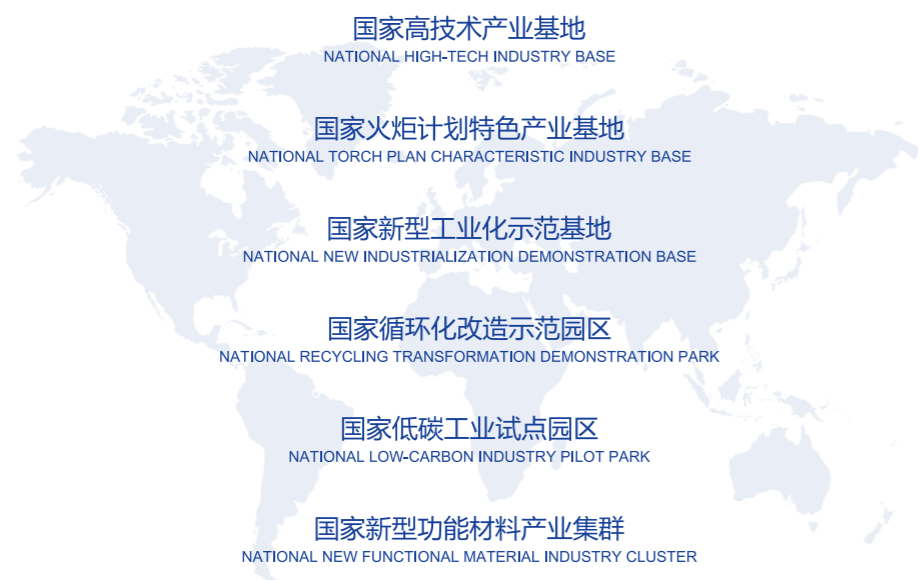 国家高技术产业基地
NATIONAL HIGH-TECH INDUSTRY BASE
国家火炬计划特色产业基地
NATIONAL TORCH PLAN CHARACTERISTIC INDUSTRY BASE
国家新型工业化示范基地
NATIONAL NEW INDUSTRIALIZATION DEMONSTRATION BASE
国家循环化改造示范园区
NATIONAL RECYCLING TRANSFORMATION DEMONSTRATION PARK
国家低碳工业试点园区
NATIONAL LOW-CARBON INDUSTRY PILOT PARK
国家新型功能材料产业集群
NATIONAL NEW FUNCTIONAL MATERIAL INDUSTRY CLUSTER